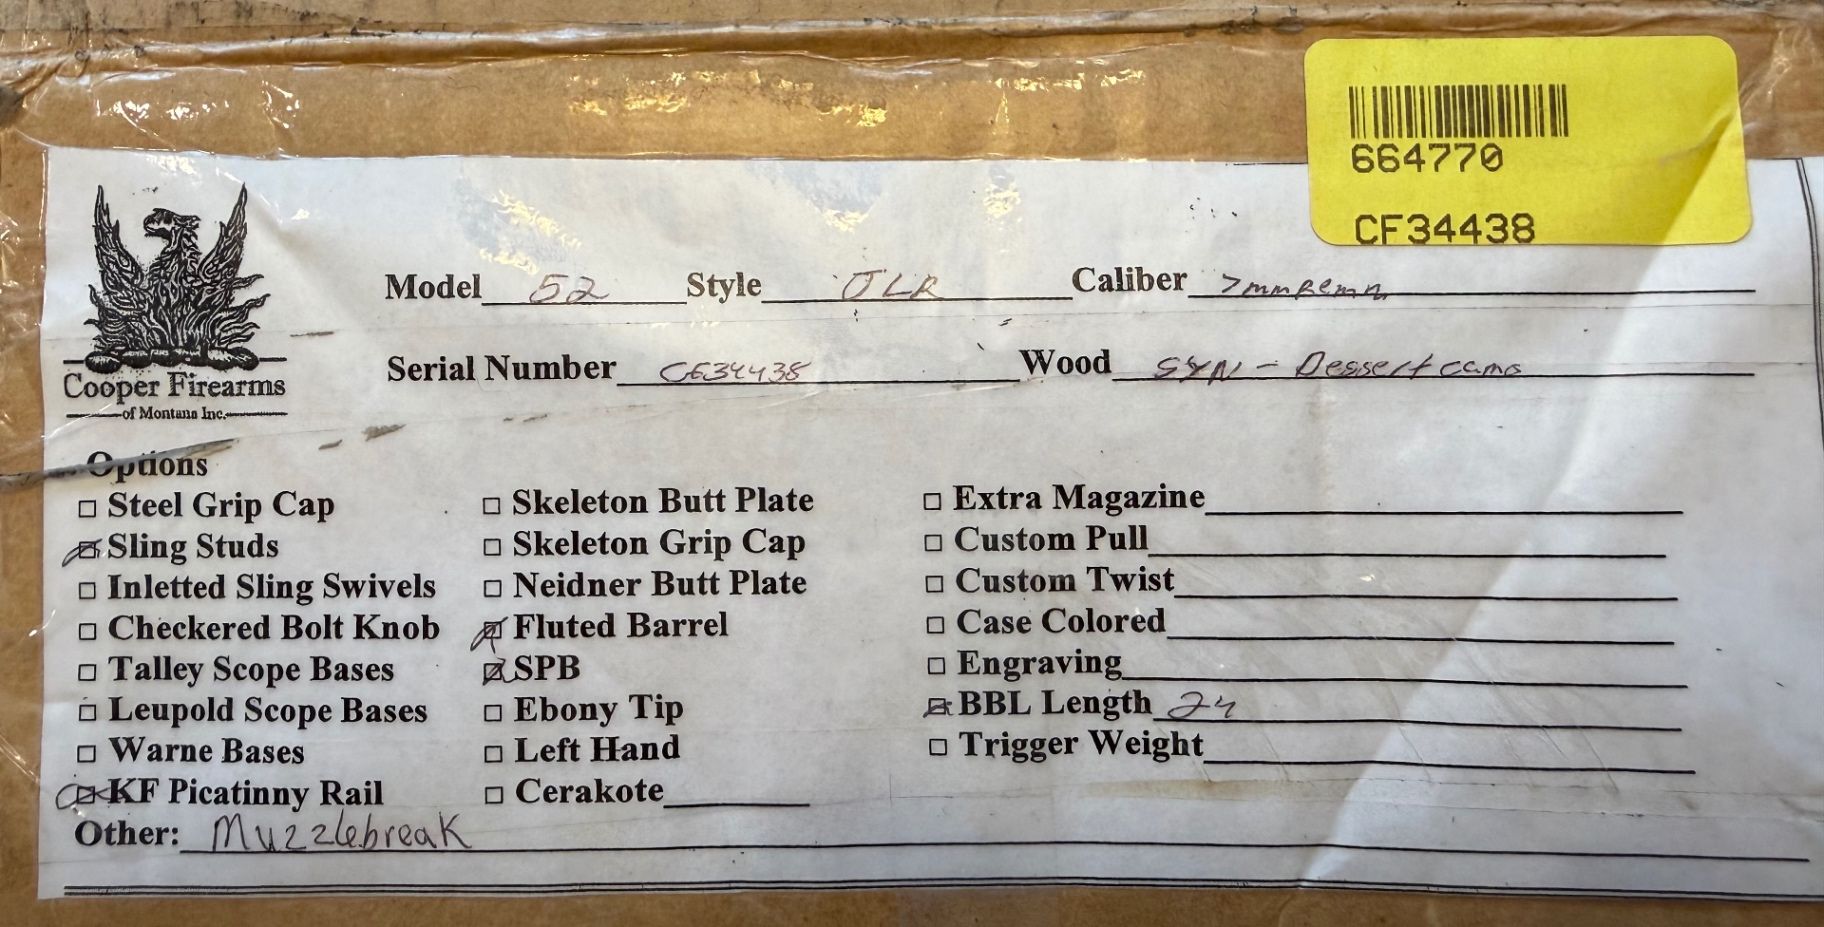 664770
CF34438
Model 52 Style OLR Caliber 7mmRemm
Cooper Firearms
of Montana Inc.
Serial Number CF34438 Wood SYN - Dessert camo
Options
☐ Steel Grip Cap ☐ Skeleton Butt Plate ☐ Extra Magazine
☑ Sling Studs ☐ Skeleton Grip Cap ☐ Custom Pull
☐ Inletted Sling Swivels ☐ Neidner Butt Plate ☐ Custom Twist
☐ Checkered Bolt Knob ☑ Fluted Barrel ☐ Case Colored
☐ Talley Scope Bases ☑ SPB ☐ Engraving
☐ Leupold Scope Bases ☐ Ebony Tip ☑ BBL Length 24
☐ Warne Bases ☐ Left Hand ☐ Trigger Weight
☑ KF Picatinny Rail ☐ Cerakote
Other: Muzzlebreak